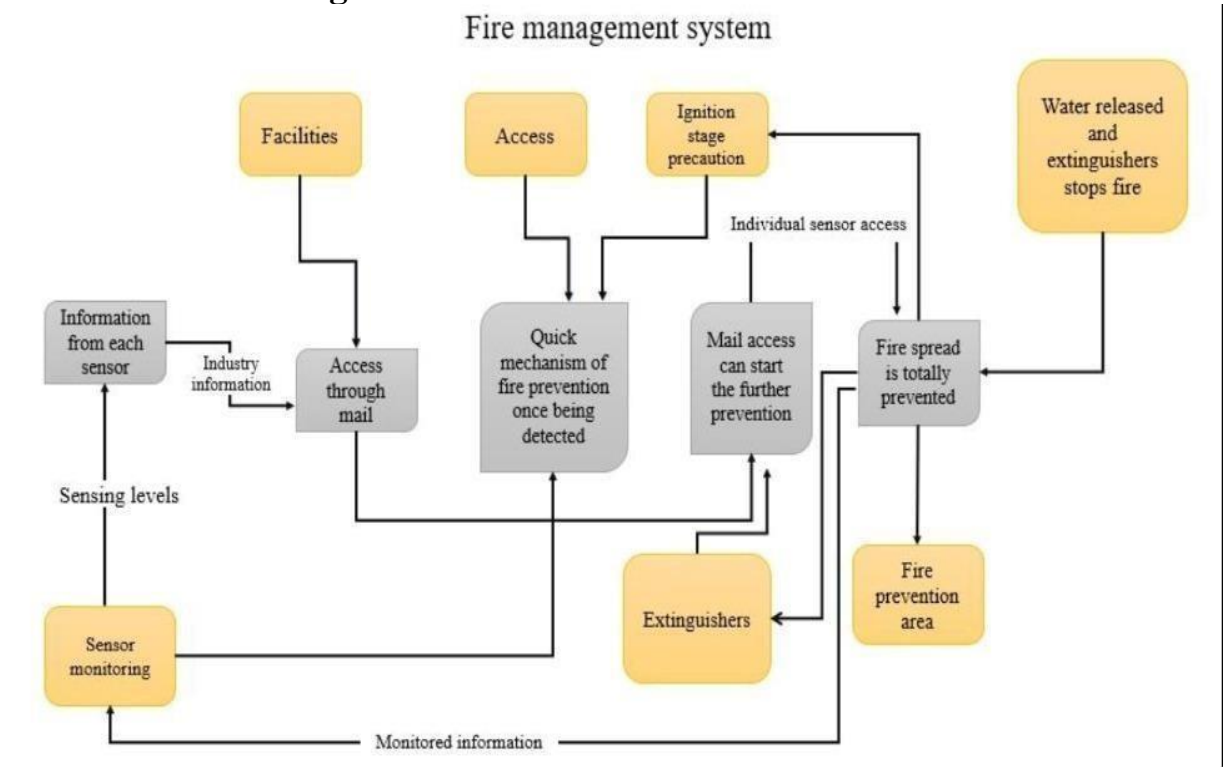 Fire management system
Facilities
Access
Ignition
stage
precaution
Water released
and
extinguishers
stops fire
Individual sensor access
Information
from each
sensor
Industry
information
Access
through
mail
Quick
mechanism of
fire prevention
once being
detected
Mail access
can start
the further
prevention
Fire spread
is totally
prevented
Sensing levels
Sensor
monitoring
Extinguishers
Fire
prevention
area
Monitored information